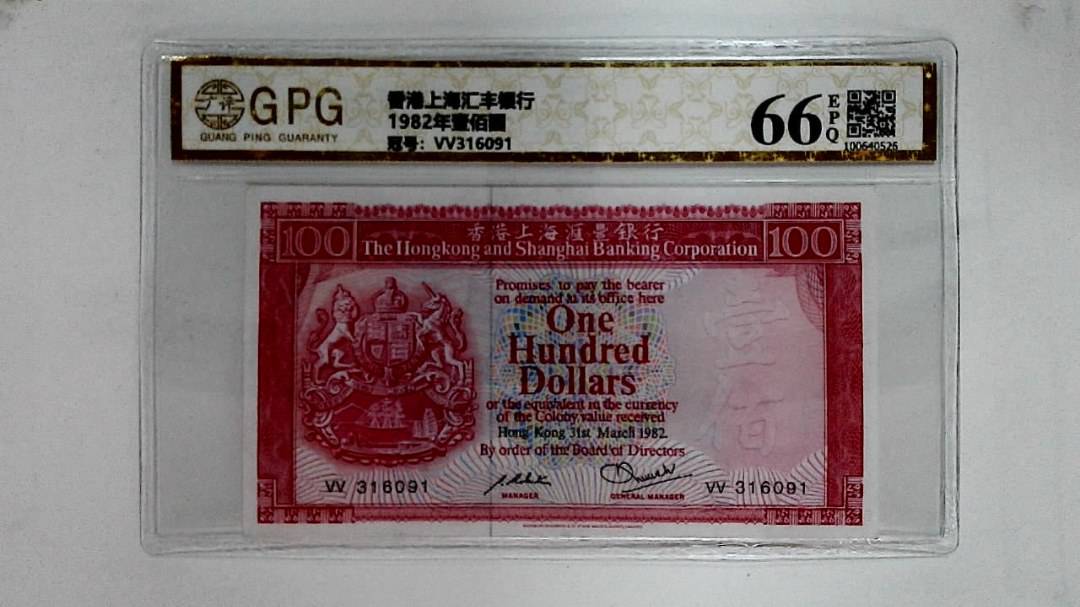 广评
GPG
GUANG PING GUARANTY
香港上海汇丰银行
1982年壹佰圆
冠号: VV316091
66 EPQ
100640526
香港上海滙豐銀行
100 The Hongkong and Shanghai Banking Corporation 100
Promises to pay the bearer
on demand at its office here
One
Hundred
Dollars
or the equivalent in the currency
of the Colony value received
Hong Kong 31st March 1982.
By order of the Board of Directors
壹佰
VV 316091
MANAGER
GENERAL MANAGER
VV 316091